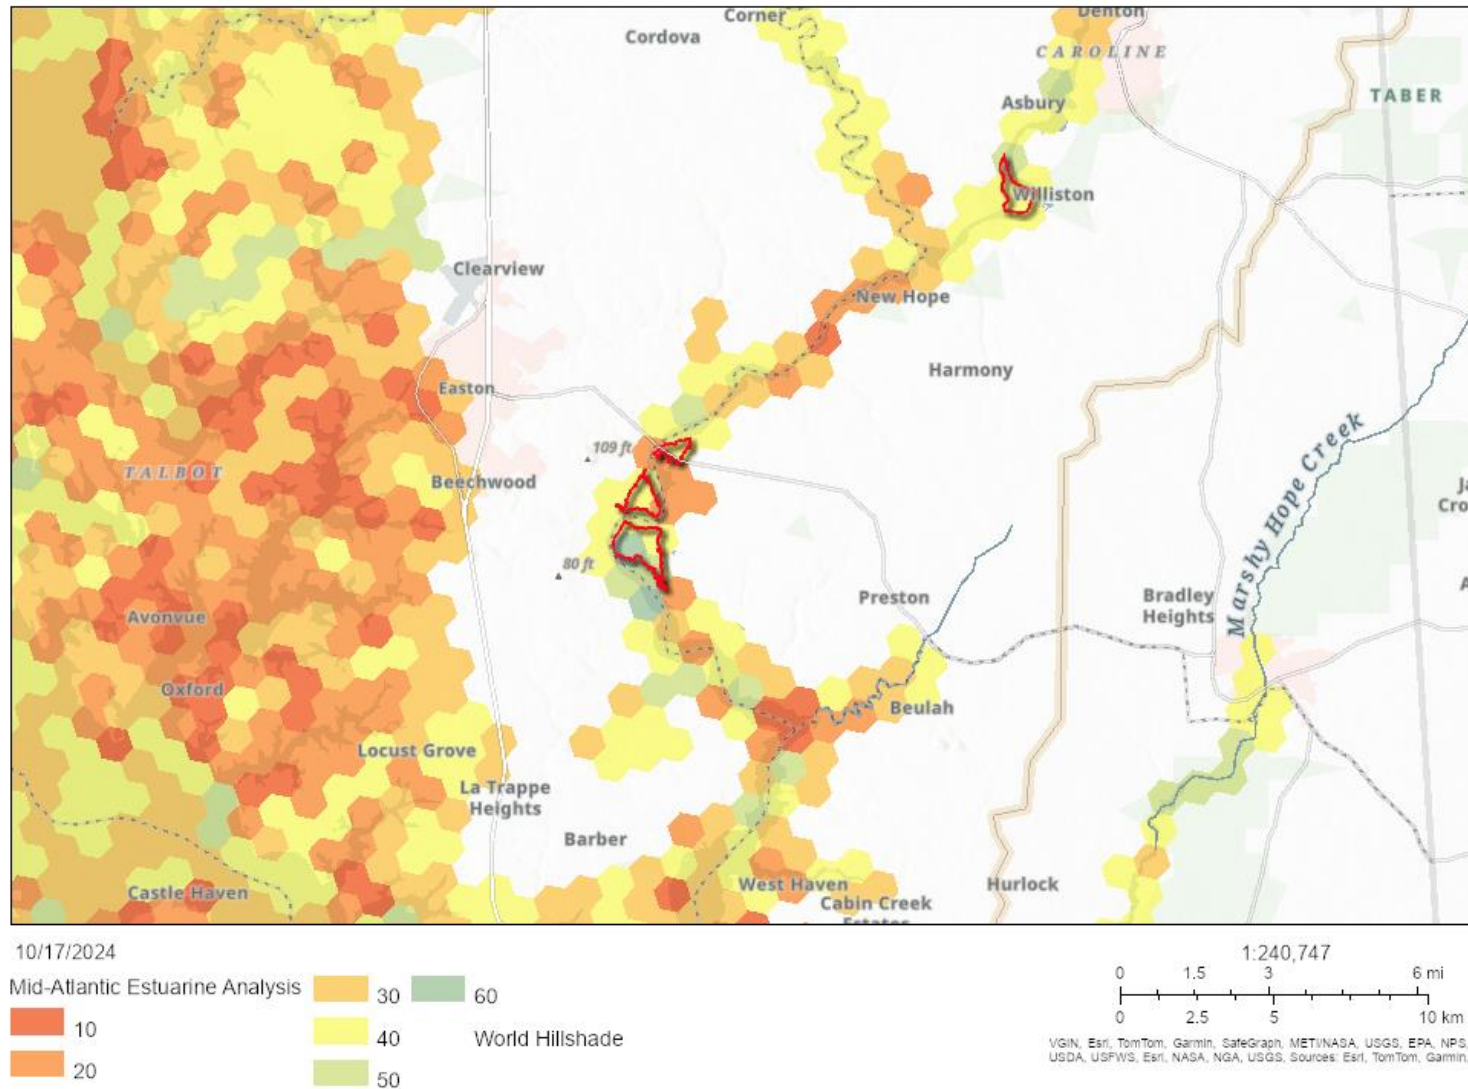 Corner
Denton
Cordova
CAROLINE
TABER
Asbury
Williston
Clearview
New Hope
Harmony
Easton
109 ft
TALBOT
Beechwood
Marshy Hope Creek
80 ft
Preston
Bradley
Heights
Avonvue
Oxford
Beulah
Locust Grove
La Trappe
Heights
Barber
Castle Haven
West Haven
Hurlock
Cabin Creek
10/17/2024
Mid-Atlantic Estuarine Analysis
10
20
30
40
50
60
World Hillshade
1:240,747
0 1.5 3 6 mi
0 2.5 5 10 km
VGIN, Esri, TomTom, Garmin, SafeGraph, METI/NASA, USGS, EPA, NPS,
USDA, USFWS, Esri, NASA, NGA, USGS, Sources: Esri, TomTom, Garmin,